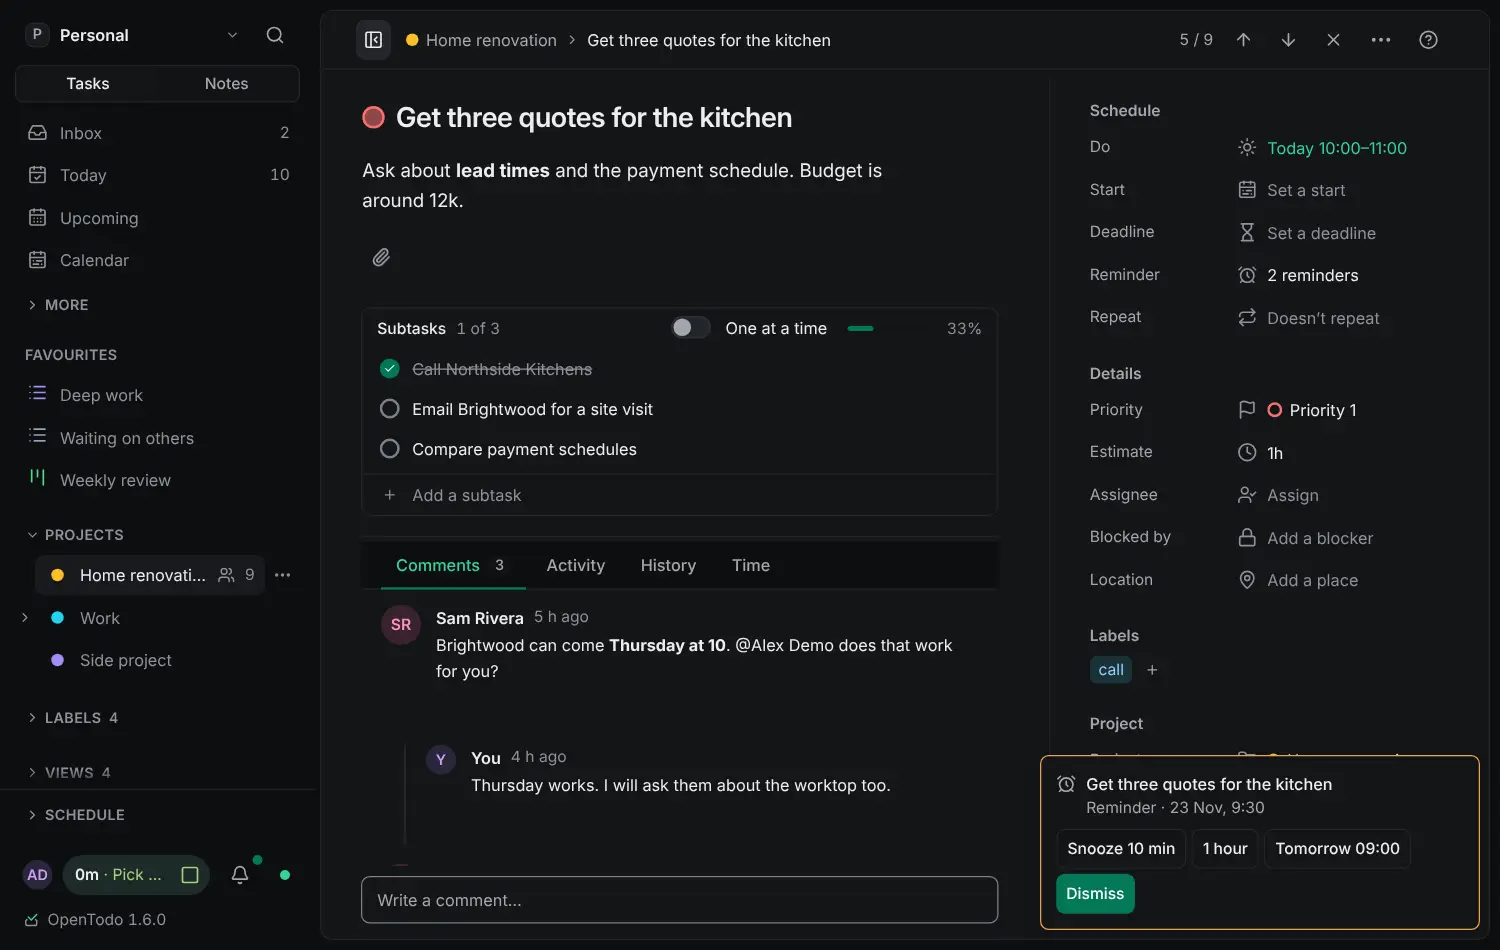 P Personal
Tasks Notes
Inbox 2
Today 10
Upcoming
Calendar
MORE
FAVOURITES
Deep work
Waiting on others
Weekly review
PROJECTS
Home renovati... 9
Work
Side project
LABELS 4
VIEWS 4
SCHEDULE
AD 0m · Pick ...
OpenTodo 1.6.0
Home renovation > Get three quotes for the kitchen 5 / 9
Get three quotes for the kitchen
Ask about lead times and the payment schedule. Budget is
around 12k.
Subtasks 1 of 3 One at a time 33%
Call Northside Kitchens
Email Brightwood for a site visit
Compare payment schedules
+ Add a subtask
Comments 3 Activity History Time
SR Sam Rivera 5 h ago
Brightwood can come Thursday at 10. @Alex Demo does that work
for you?
Y You 4 h ago
Thursday works. I will ask them about the worktop too.
Write a comment...
Schedule
Do Today 10:00–11:00
Start Set a start
Deadline Set a deadline
Reminder 2 reminders
Repeat Doesn't repeat
Details
Priority Priority 1
Estimate 1h
Assignee Assign
Blocked by Add a blocker
Location Add a place
Labels
call +
Project
Get three quotes for the kitchen
Reminder · 23 Nov, 9:30
Snooze 10 min 1 hour Tomorrow 09:00
Dismiss